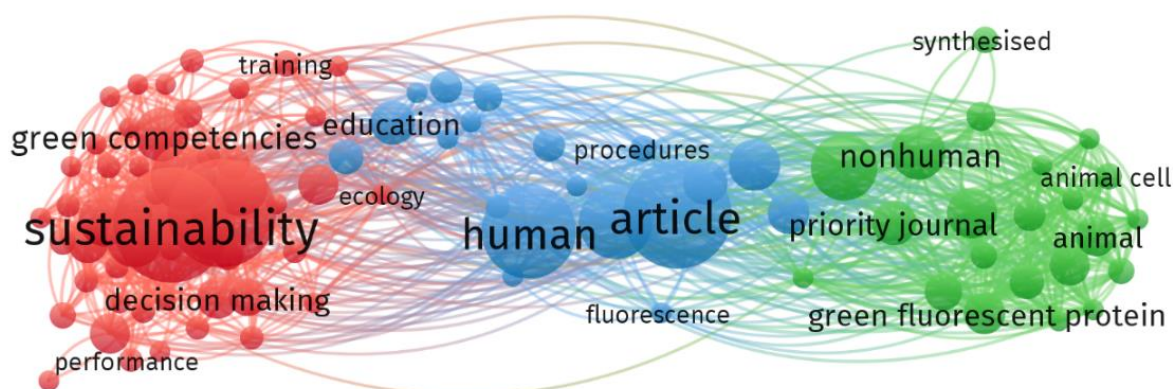 synthesised
training
green competencies
education
procedures
nonhuman
animal cell
ecology
sustainability
human
article
priority journal
animal
decision making
fluorescence
green fluorescent protein
performance